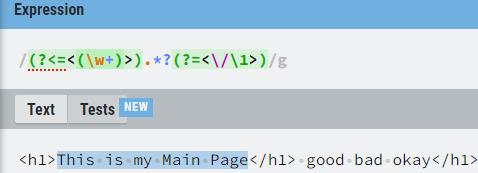 Expression
/(?<=<(\w+)>).*?(?=<\/\1>)/g
Text Tests NEW
<h1>This is my Main Page</h1> good bad okay</h1>